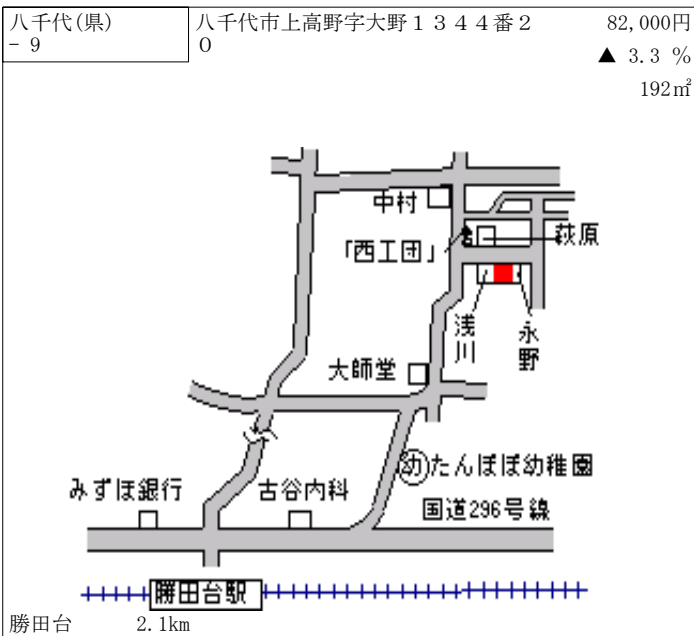 八千代(県)
- 9
八千代市上高野字大野１３４４番２
０
82,000円
▲ 3.3 %
192㎡
中村
「西工団」
萩原
浅川
永野
大師堂
幼たんぽぽ幼稚園
みずほ銀行
古谷内科
国道296号線
勝田台駅
勝田台 2.1km